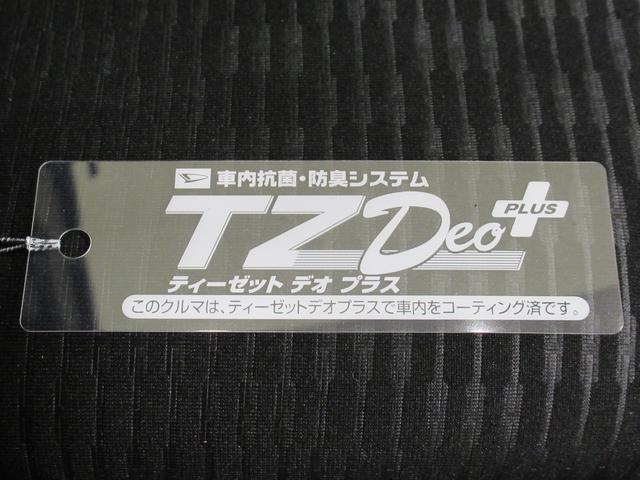 車内抗菌・防臭システム
TZ Deo PLUS
ティーゼット デオ プラス
このクルマは、ティーゼットデオプラスで車内をコーティング済です。